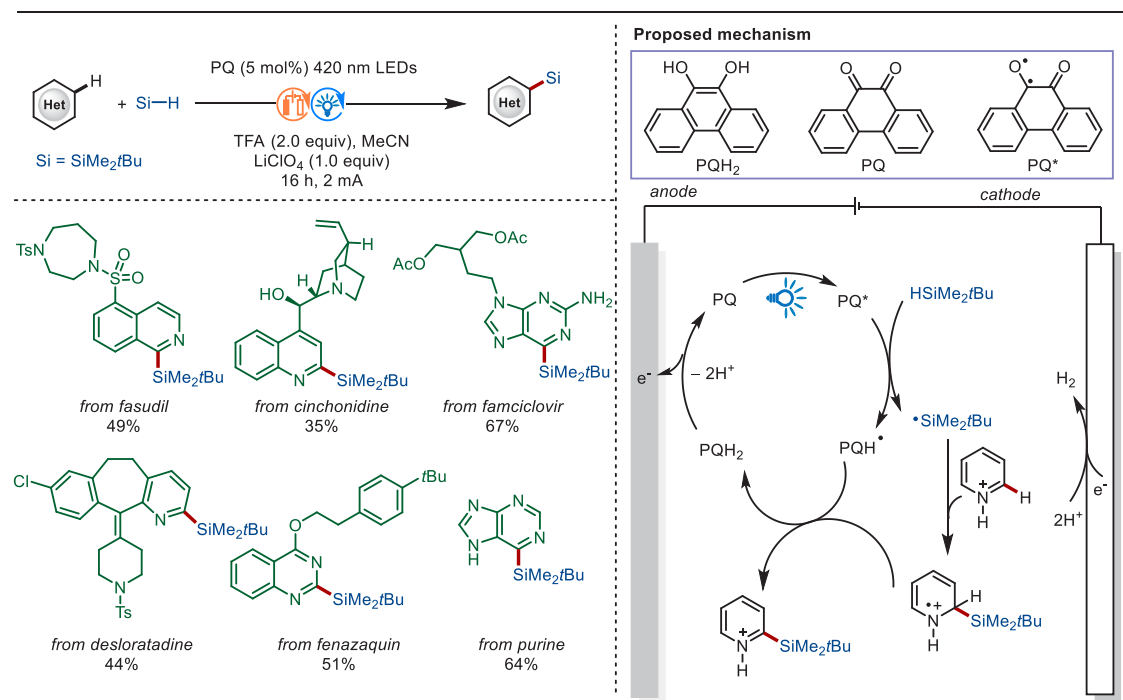 H
Het
+ Si–H
PQ (5 mol%) 420 nm LEDs
TFA (2.0 equiv), MeCN
LiClO4 (1.0 equiv)
16 h, 2 mA
Si
Het
Si = SiMe2tBu
TsN
N
O
S
O
N
SiMe2tBu
from fasudil
49%
H
H
N
HO
N
SiMe2tBu
from cinchonidine
35%
OAc
AcO
N
N
NH2
N
N
SiMe2tBu
from famciclovir
67%
Cl
N
SiMe2tBu
N
Ts
from desloratadine
44%
tBu
O
N
N
SiMe2tBu
from fenazaquin
51%
N
N
N
N
H
SiMe2tBu
from purine
64%
Proposed mechanism
HO OH
PQH2
O O
PQ
O• O
•
PQ*
anode
cathode
PQ
PQ*
HSiMe2tBu
e-
– 2H+
H2
PQH2
PQH•
•SiMe2tBu
+
N
H
H
e-
2H+
+
N
H
SiMe2tBu
•+
H
N
H
SiMe2tBu